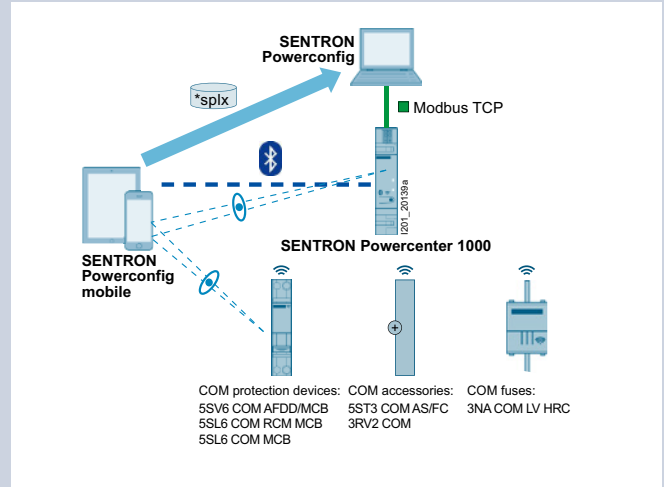 SENTRON
Powerconfig
*splx
Modbus TCP
I201_20139a
SENTRON Powercenter 1000
SENTRON
Powerconfig
mobile
COM protection devices:
5SV6 COM AFDD/MCB
5SL6 COM RCM MCB
5SL6 COM MCB
COM accessories:
5ST3 COM AS/FC
3RV2 COM
COM fuses:
3NA COM LV HRC